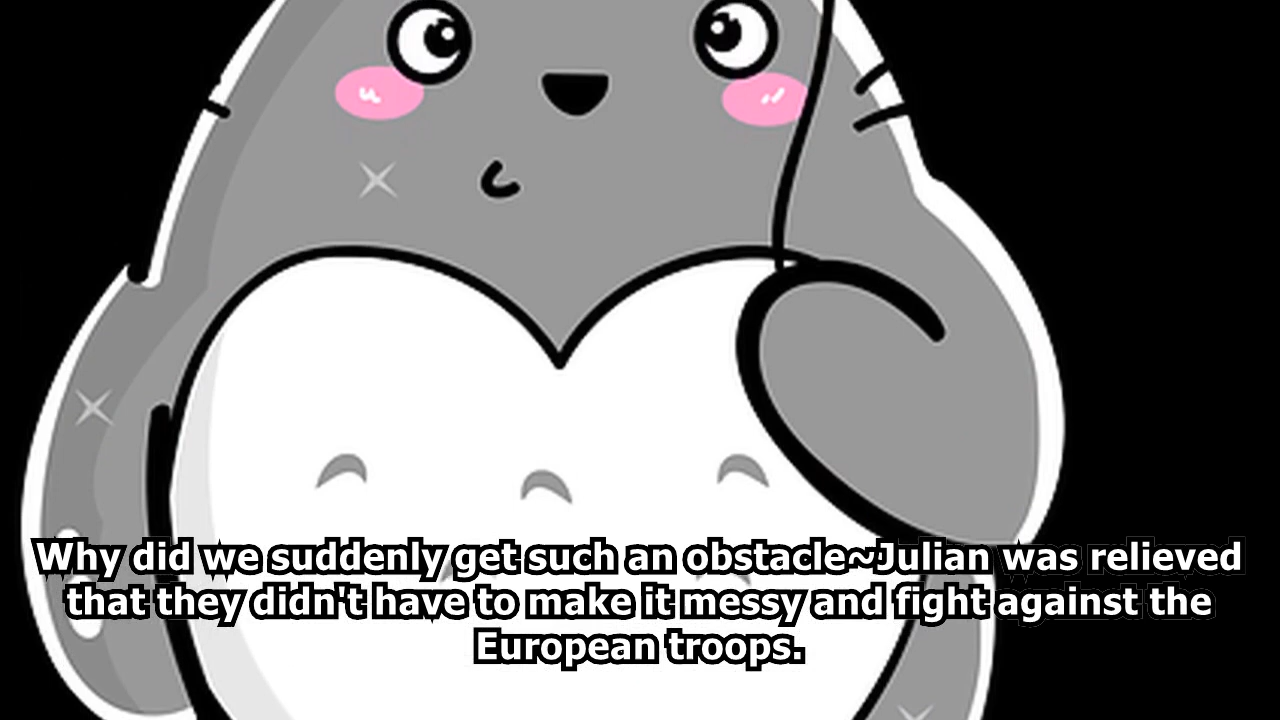 Why did we suddenly get such an obstacle~Julian was relieved
that they didn't have to make it messy and fight against the
European troops.